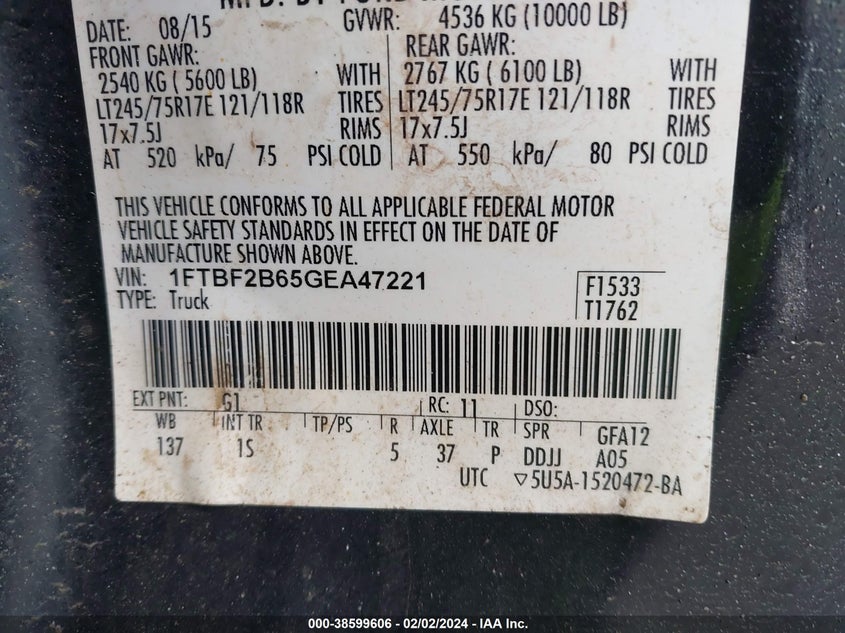 DATE: 08/15 GVWR: 4536 KG (10000 LB)
FRONT GAWR: REAR GAWR:
2540 KG ( 5600 LB) WITH 2767 KG ( 6100 LB) WITH
LT245/75R17E 121/118R TIRES LT245/75R17E 121/118R TIRES
17x7.5J RIMS 17x7.5J RIMS
AT 520 kPa/ 75 PSI COLD AT 550 kPa/ 80 PSI COLD
THIS VEHICLE CONFORMS TO ALL APPLICABLE FEDERAL MOTOR
VEHICLE SAFETY STANDARDS IN EFFECT ON THE DATE OF
MANUFACTURE SHOWN ABOVE.
VIN: 1FTBF2B65GEA47221 F1533
TYPE: Truck T1762
EXT PNT: G1 RC: 11 DSO:
WB INT TR TP/PS R AXLE TR SPR GFA12
137 1S 5 37 P DDJJ A05
UTC ▽5U5A-1520472-BA
000-38599606 - 02/02/2024 - IAA Inc.